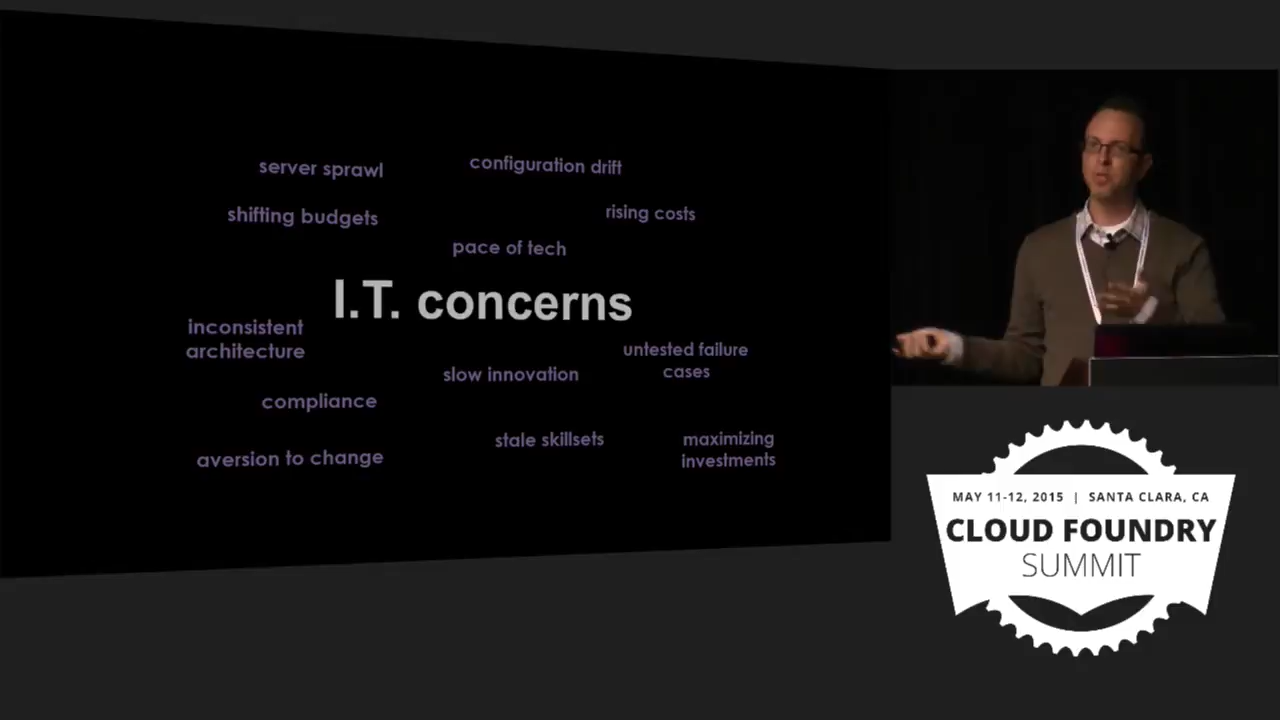 server sprawl
configuration drift
shifting budgets
rising costs
pace of tech
I.T. concerns
inconsistent
architecture
untested failure
cases
slow innovation
compliance
stale skillsets
maximizing
investments
aversion to change
MAY 11-12, 2015 | SANTA CLARA, CA
CLOUD FOUNDRY
SUMMIT